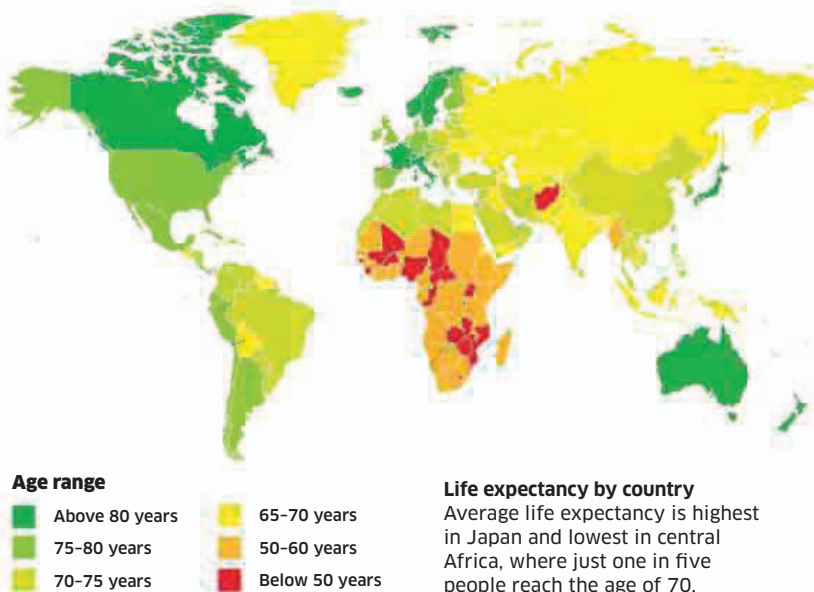 Age range
Above 80 years
75–80 years
70–75 years
65–70 years
50–60 years
Below 50 years
Life expectancy by country
Average life expectancy is highest
in Japan and lowest in central
Africa, where just one in five
people reach the age of 70.